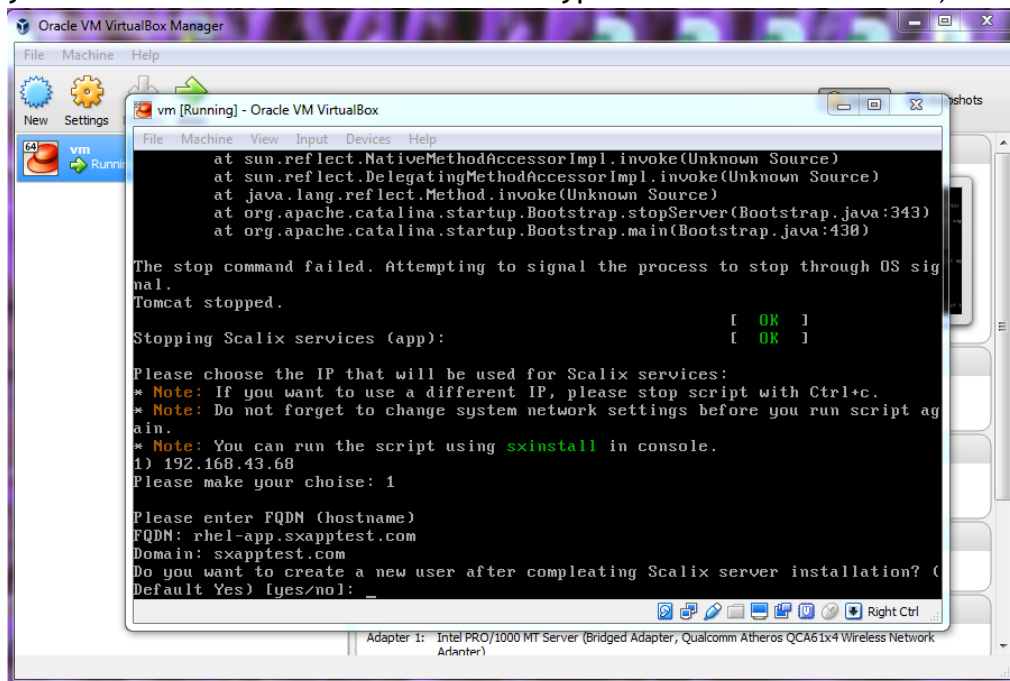 Oracle VM VirtualBox Manager
File Machine Help
New Settings
vm [Running] - Oracle VM VirtualBox
File Machine View Input Devices Help
64
vm
at sun.reflect.NativeMethodAccessorImpl.invoke(Unknown Source)
at sun.reflect.DelegatingMethodAccessorImpl.invoke(Unknown Source)
at java.lang.reflect.Method.invoke(Unknown Source)
at org.apache.catalina.startup.Bootstrap.stopServer(Bootstrap.java:343)
at org.apache.catalina.startup.Bootstrap.main(Bootstrap.java:430)
The stop command failed. Attempting to signal the process to stop through OS sig
nal.
Tomcat stopped.
[ OK ]
Stopping Scalix services (app): [ OK ]
Please choose the IP that will be used for Scalix services:
* Note: If you want to use a different IP, please stop script with Ctrl+c.
* Note: Do not forget to change system network settings before you run script ag
ain.
* Note: You can run the script using sxinstall in console.
1) 192.168.43.68
Please make your choise: 1
Please enter FQDN (hostname)
FQDN: rhel-app.sxapptest.com
Domain: sxapptest.com
Do you want to create a new user after compleating Scalix server installation? (
Default Yes) [yes/no]: _
Right Ctrl
Adapter 1: Intel PRO/1000 MT Server (Bridged Adapter, Qualcomm Atheros QCA61x4 Wireless Network
Adapter)